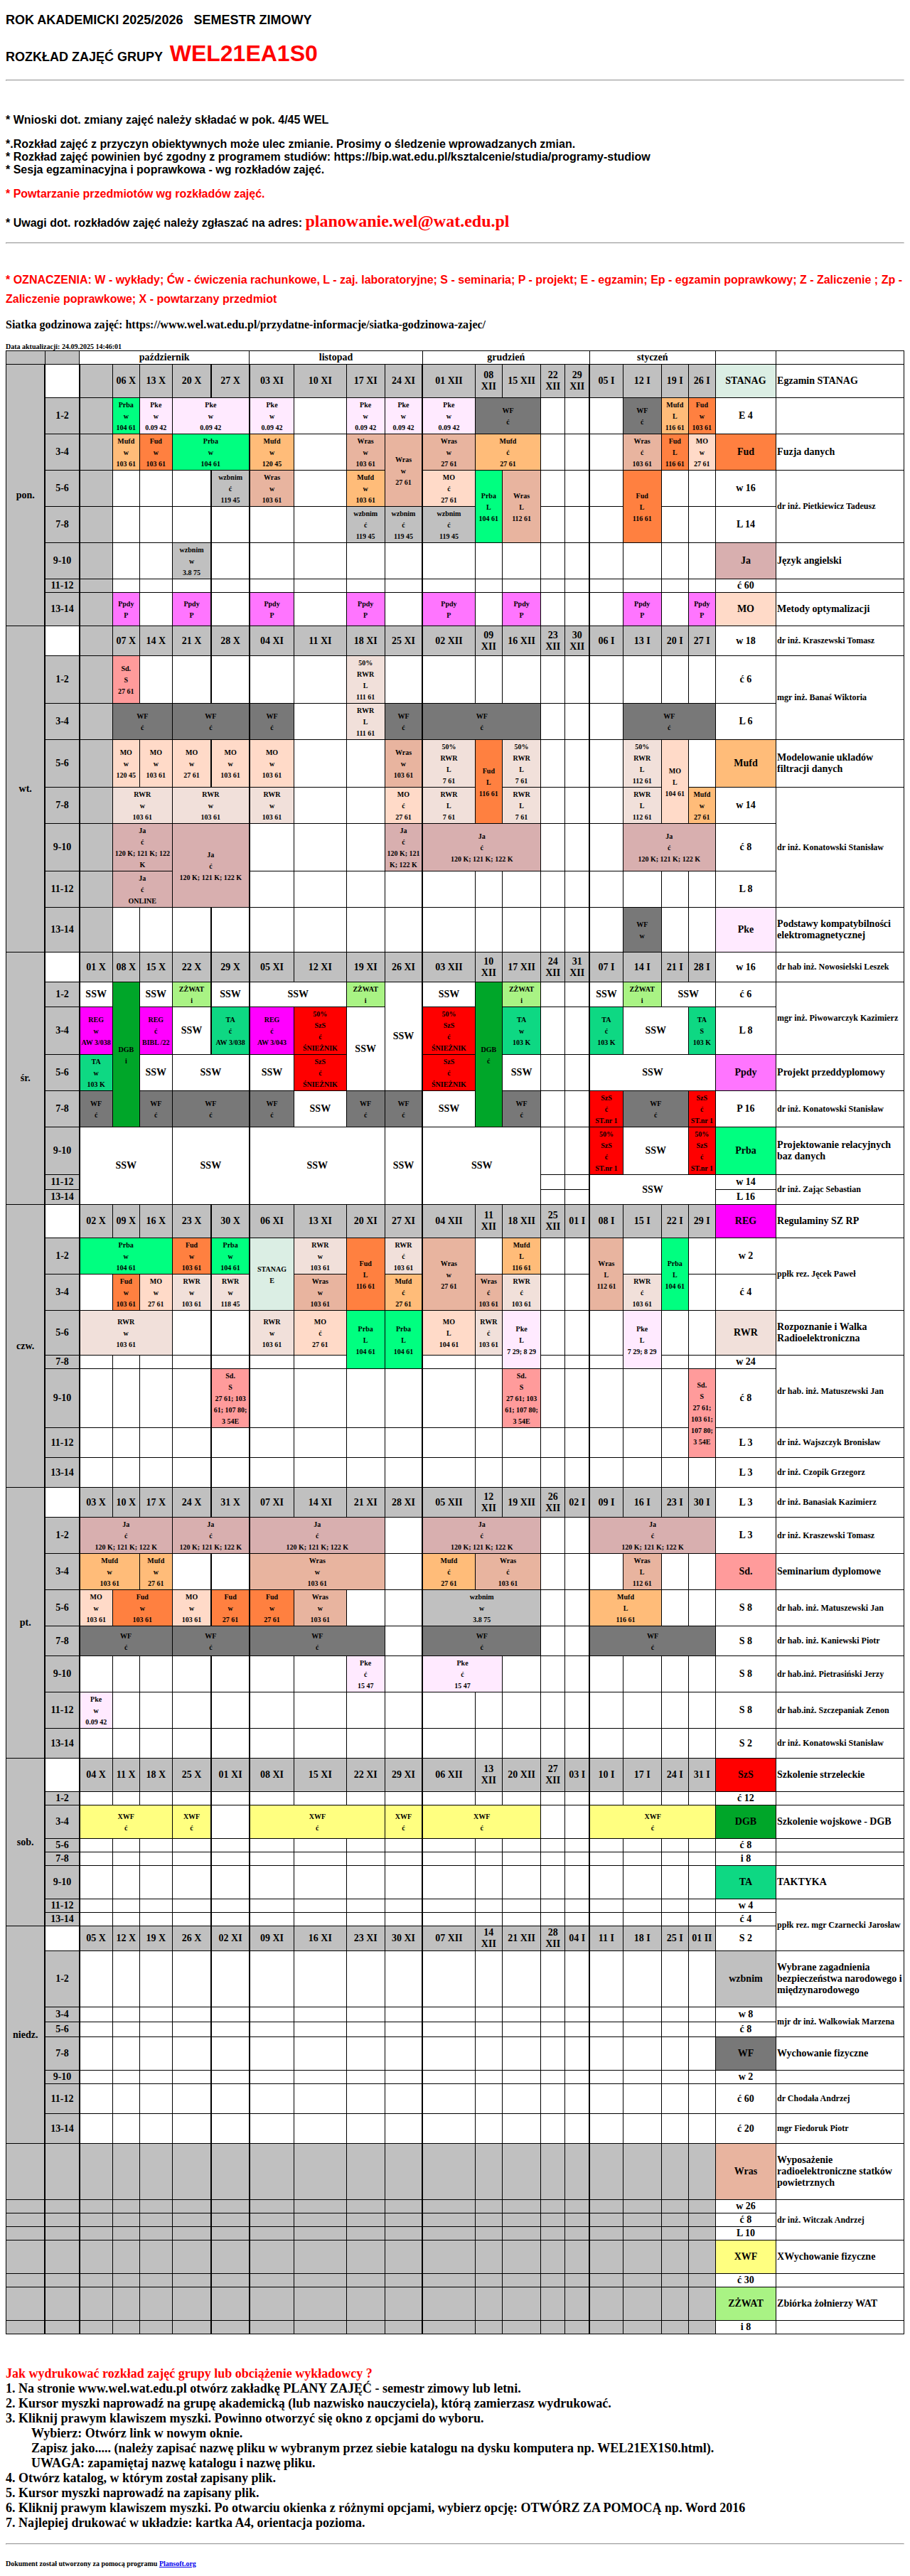 ROK AKADEMICKI 2025/2026 SEMESTR ZIMOWY
ROZKŁAD ZAJĘĆ GRUPY WEL21EA1S0
* Wnioski dot. zmiany zajęć należy składać w pok. 4/45 WEL
*.Rozkład zajęć z przyczyn obiektywnych może ulec zmianie. Prosimy o śledzenie wprowadzanych zmian.
* Rozkład zajęć powinien być zgodny z programem studiów: https://bip.wat.edu.pl/ksztalcenie/studia/programy-studiow
* Sesja egzaminacyjna i poprawkowa - wg rozkładów zajęć.
* Powtarzanie przedmiotów wg rozkładów zajęć.
* Uwagi dot. rozkładów zajęć należy zgłaszać na adres: planowanie.wel@wat.edu.pl
* OZNACZENIA: W - wykłady; Ćw - ćwiczenia rachunkowe, L - zaj. laboratoryjne; S - seminaria; P - projekt; E - egzamin; Ep - egzamin poprawkowy; Z - Zaliczenie ; Zp -
Zaliczenie poprawkowe; X - powtarzany przedmiot
Siatka godzinowa zajęć: https://www.wel.wat.edu.pl/przydatne-informacje/siatka-godzinowa-zajec/
Data aktualizacji: 24.09.2025 14:46:01
październik listopad grudzień styczeń
pon. 06 X 13 X 20 X 27 X 03 XI 10 XI 17 XI 24 XI 01 XII 08 XII 15 XII 22 XII 29 XII 05 I 12 I 19 I 26 I STANAG Egzamin STANAG
1-2 Prba w 104 61 Pke w 0.09 42 Pke w 0.09 42 Pke w 0.09 42 Pke w 0.09 42 Pke w 0.09 42 Pke w 0.09 42 WF ć WF ć Mufd L 116 61 Fud w 103 61 E 4
3-4 Mufd w 103 61 Fud w 103 61 Prba w 104 61 Mufd w 120 45 Wras w 103 61 Wras w 27 61 Wras w 27 61 Mufd ć 27 61 Wras ć 103 61 Fud L 116 61 MO w 27 61 Fud Fuzja danych
5-6 wzbnim ć 119 45 Wras w 103 61 Mufd w 103 61 MO ć 27 61 Prba L 104 61 Wras L 112 61 Fud L 116 61 w 16 dr inż. Pietkiewicz Tadeusz
7-8 wzbnim ć 119 45 wzbnim ć 119 45 wzbnim ć 119 45 L 14
9-10 wzbnim w 3.8 75 Ja Język angielski
11-12 ć 60
13-14 Ppdy P Ppdy P Ppdy P Ppdy P Ppdy P Ppdy P Ppdy P Ppdy P MO Metody optymalizacji
wt. 07 X 14 X 21 X 28 X 04 XI 11 XI 18 XI 25 XI 02 XII 09 XII 16 XII 23 XII 30 XII 06 I 13 I 20 I 27 I w 18 dr inż. Kraszewski Tomasz
1-2 Sd. S 27 61 50% RWR L 111 61 ć 6 mgr inż. Banaś Wiktoria
3-4 WF ć WF ć WF ć RWR L 111 61 WF ć WF ć WF ć L 6
5-6 MO w 120 45 MO w 103 61 MO w 27 61 MO w 103 61 MO w 103 61 Wras w 103 61 50% RWR L 7 61 Fud L 116 61 50% RWR L 7 61 50% RWR L 112 61 MO L 104 61 Mufd Modelowanie układów filtracji danych
7-8 RWR w 103 61 RWR w 103 61 RWR w 103 61 MO ć 27 61 RWR L 7 61 RWR L 7 61 RWR L 112 61 Mufd w 27 61 w 14 dr inż. Konatowski Stanisław
9-10 Ja ć 120 K; 121 K; 122 K Ja ć 120 K; 121 K; 122 K Ja ć 120 K; 121 K; 122 K Ja ć 120 K; 121 K; 122 K Ja ć 120 K; 121 K; 122 K ć 8
11-12 Ja ć ONLINE L 8
13-14 WF w Pke Podstawy kompatybilności elektromagnetycznej
śr. 01 X 08 X 15 X 22 X 29 X 05 XI 12 XI 19 XI 26 XI 03 XII 10 XII 17 XII 24 XII 31 XII 07 I 14 I 21 I 28 I w 16 dr hab inż. Nowosielski Leszek
1-2 SSW DGB i SSW ZŻWAT i SSW SSW ZŻWAT i SSW SSW DGB ć ZŻWAT i SSW ZŻWAT i SSW ć 6 mgr inż. Piwowarczyk Kazimierz
3-4 REG w AW 3/038 REG ć BIBL /22 SSW TA ć AW 3/038 REG ć AW 3/043 50% SzS ć ŚNIEŻNIK SSW 50% SzS ć ŚNIEŻNIK TA w 103 K TA ć 103 K SSW TA S 103 K L 8
5-6 TA w 103 K SSW SSW SSW SzS ć ŚNIEŻNIK SzS ć ŚNIEŻNIK SSW SSW Ppdy Projekt przeddyplomowy
7-8 WF ć WF ć WF ć WF ć SSW WF ć WF ć SSW WF ć SzS ć ST.nr 1 WF ć SzS ć ST.nr 1 P 16 dr inż. Konatowski Stanisław
9-10 SSW SSW SSW SSW SSW 50% SzS ć ST.nr 1 SSW 50% SzS ć ST.nr 1 Prba Projektowanie relacyjnych baz danych
11-12 SSW w 14 dr inż. Zając Sebastian
13-14 L 16
czw. 02 X 09 X 16 X 23 X 30 X 06 XI 13 XI 20 XI 27 XI 04 XII 11 XII 18 XII 25 XII 01 I 08 I 15 I 22 I 29 I REG Regulaminy SZ RP
1-2 Prba w 104 61 Fud w 103 61 Prba w 104 61 STANAG E RWR w 103 61 Fud L 116 61 RWR ć 103 61 Wras w 27 61 Mufd L 116 61 Wras L 112 61 Prba L 104 61 w 2 ppłk rez. Jęcek Paweł
3-4 Fud w 103 61 MO w 27 61 RWR w 103 61 RWR w 118 45 Wras w 103 61 Mufd ć 27 61 Wras ć 103 61 RWR ć 103 61 RWR ć 103 61 ć 4
5-6 RWR w 103 61 RWR w 103 61 MO ć 27 61 Prba L 104 61 Prba L 104 61 MO L 104 61 RWR ć 103 61 Pke L 7 29; 8 29 Pke L 7 29; 8 29 RWR Rozpoznanie i Walka Radioelektroniczna
7-8 w 24 dr hab. inż. Matuszewski Jan
9-10 Sd. S 27 61; 103 61; 107 80; 3 54E Sd. S 27 61; 103 61; 107 80; 3 54E Sd. S 27 61; 103 61; 107 80; 3 54E ć 8
11-12 L 3 dr inż. Wajszczyk Bronisław
13-14 L 3 dr inż. Czopik Grzegorz
pt. 03 X 10 X 17 X 24 X 31 X 07 XI 14 XI 21 XI 28 XI 05 XII 12 XII 19 XII 26 XII 02 I 09 I 16 I 23 I 30 I L 3 dr inż. Banasiak Kazimierz
1-2 Ja ć 120 K; 121 K; 122 K Ja ć 120 K; 121 K; 122 K Ja ć 120 K; 121 K; 122 K Ja ć 120 K; 121 K; 122 K Ja ć 120 K; 121 K; 122 K L 3 dr inż. Kraszewski Tomasz
3-4 Mufd w 103 61 Mufd w 27 61 Wras w 103 61 Mufd ć 27 61 Wras ć 103 61 Wras L 112 61 Sd. Seminarium dyplomowe
5-6 MO w 103 61 Fud w 103 61 MO w 103 61 Fud w 27 61 Fud w 27 61 Wras w 103 61 wzbnim w 3.8 75 Mufd L 116 61 S 8 dr hab. inż. Matuszewski Jan
7-8 WF ć WF ć WF ć WF ć WF ć S 8 dr hab. inż. Kaniewski Piotr
9-10 Pke ć 15 47 Pke ć 15 47 S 8 dr hab.inż. Pietrasiński Jerzy
11-12 Pke w 0.09 42 S 8 dr hab.inż. Szczepaniak Zenon
13-14 S 2 dr inż. Konatowski Stanisław
sob. 04 X 11 X 18 X 25 X 01 XI 08 XI 15 XI 22 XI 29 XI 06 XII 13 XII 20 XII 27 XII 03 I 10 I 17 I 24 I 31 I SzS Szkolenie strzeleckie
1-2 ć 12
3-4 XWF ć XWF ć XWF ć XWF ć XWF ć XWF ć DGB Szkolenie wojskowe - DGB
5-6 ć 8
7-8 i 8
9-10 TA TAKTYKA
11-12 w 4 ppłk rez. mgr Czarnecki Jarosław
13-14 ć 4
niedz. 05 X 12 X 19 X 26 X 02 XI 09 XI 16 XI 23 XI 30 XI 07 XII 14 XII 21 XII 28 XII 04 I 11 I 18 I 25 I 01 II S 2
1-2 wzbnim Wybrane zagadnienia bezpieczeństwa narodowego i międzynarodowego
3-4 w 8 mjr dr inż. Walkowiak Marzena
5-6 ć 8
7-8 WF Wychowanie fizyczne
9-10 w 2
11-12 ć 60 dr Chodała Andrzej
13-14 ć 20 mgr Fiedoruk Piotr
Wras Wyposażenie radioelektroniczne statków powietrznych
w 26 dr inż. Witczak Andrzej
ć 8
L 10
XWF XWychowanie fizyczne
ć 30
ZŻWAT Zbiórka żołnierzy WAT
i 8
Jak wydrukować rozkład zajęć grupy lub obciążenie wykładowcy ?
1. Na stronie www.wel.wat.edu.pl otwórz zakładkę PLANY ZAJĘĆ - semestr zimowy lub letni.
2. Kursor myszki naprowadź na grupę akademicką (lub nazwisko nauczyciela), którą zamierzasz wydrukować.
3. Kliknij prawym klawiszem myszki. Powinno otworzyć się okno z opcjami do wyboru.
Wybierz: Otwórz link w nowym oknie.
Zapisz jako..... (należy zapisać nazwę pliku w wybranym przez siebie katalogu na dysku komputera np. WEL21EX1S0.html).
UWAGA: zapamiętaj nazwę katalogu i nazwę pliku.
4. Otwórz katalog, w którym został zapisany plik.
5. Kursor myszki naprowadź na zapisany plik.
6. Kliknij prawym klawiszem myszki. Po otwarciu okienka z różnymi opcjami, wybierz opcję: OTWÓRZ ZA POMOCĄ np. Word 2016
7. Najlepiej drukować w układzie: kartka A4, orientacja pozioma.
Dokument został utworzony za pomocą programu Plansoft.org